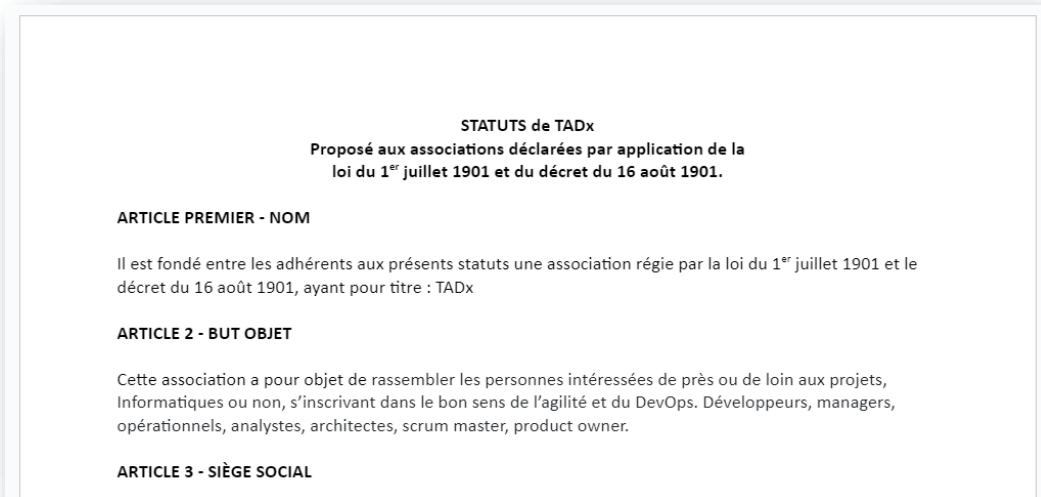 STATUTS de TADx
Proposé aux associations déclarées par application de la
loi du 1er juillet 1901 et du décret du 16 août 1901.
ARTICLE PREMIER - NOM
Il est fondé entre les adhérents aux présents statuts une association régie par la loi du 1er juillet 1901 et le
décret du 16 août 1901, ayant pour titre : TADx
ARTICLE 2 - BUT OBJET
Cette association a pour objet de rassembler les personnes intéressées de près ou de loin aux projets,
Informatiques ou non, s’inscrivant dans le bon sens de l’agilité et du DevOps. Développeurs, managers,
opérationnels, analystes, architectes, scrum master, product owner.
ARTICLE 3 - SIÈGE SOCIAL